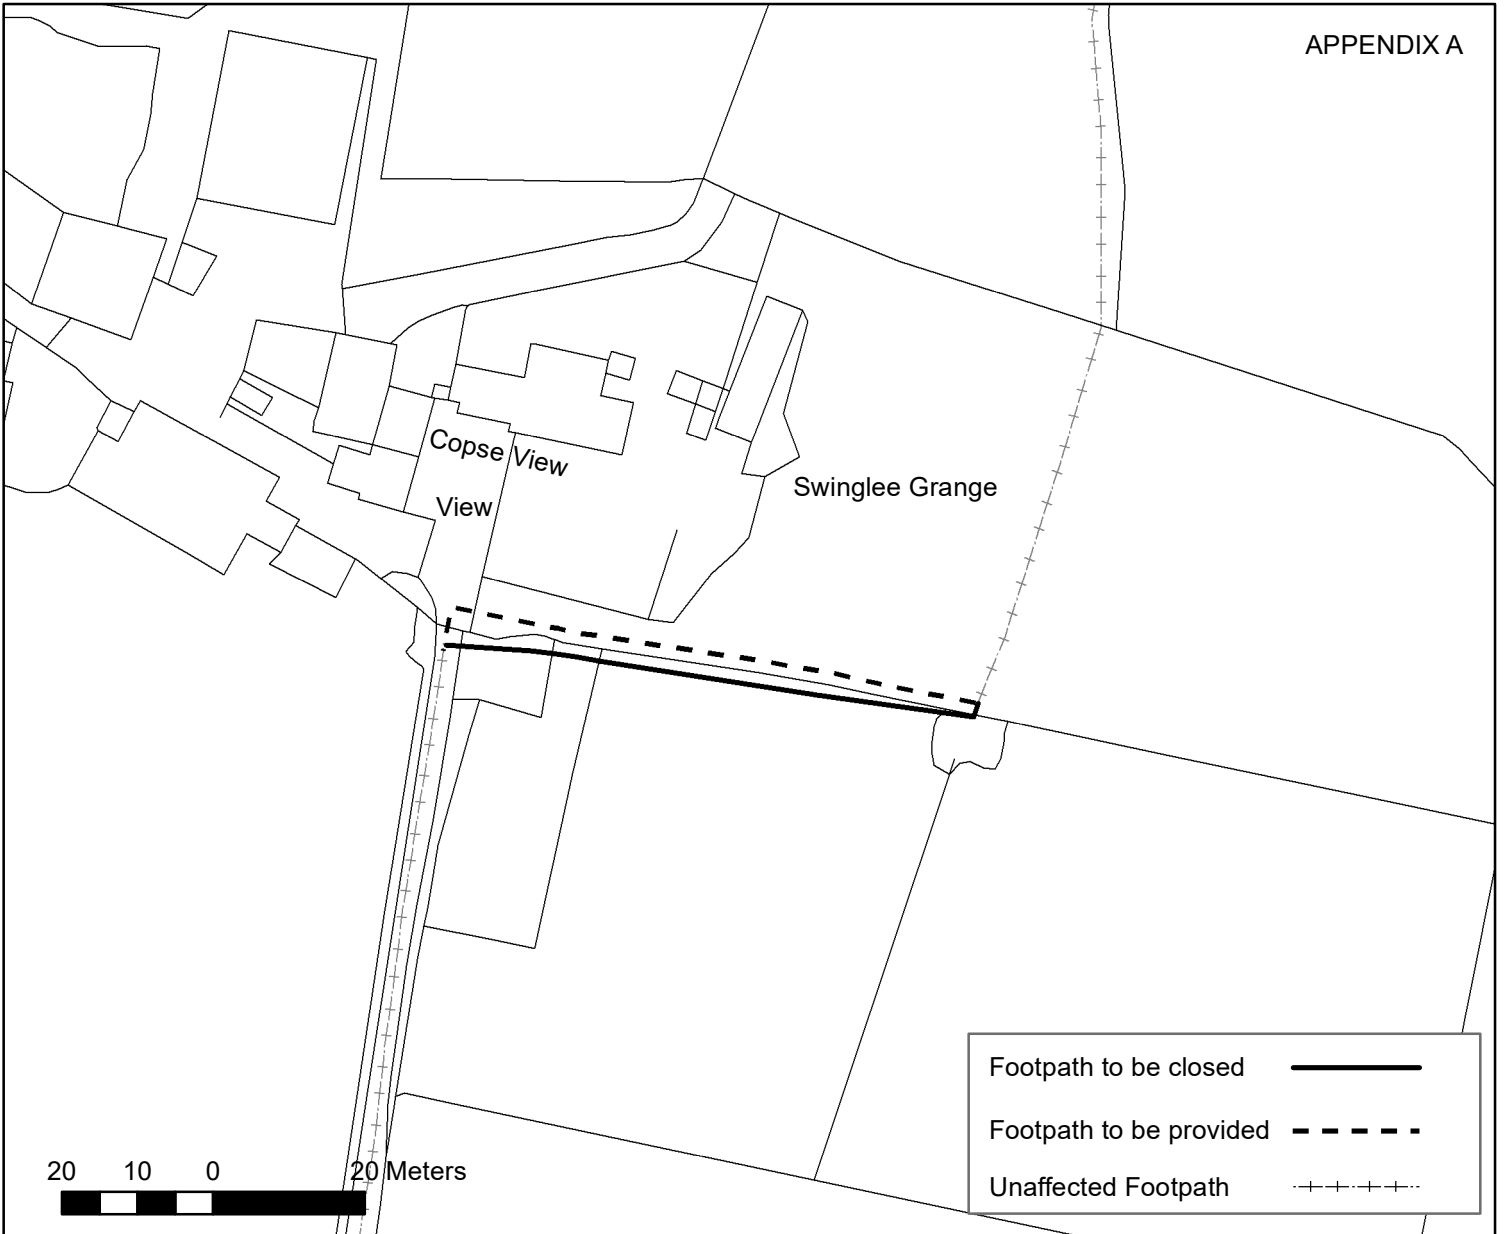 APPENDIX A
Copse View
View
Swinglee Grange
Footpath to be closed
Footpath to be provided
Unaffected Footpath
20 10 0 20 Meters